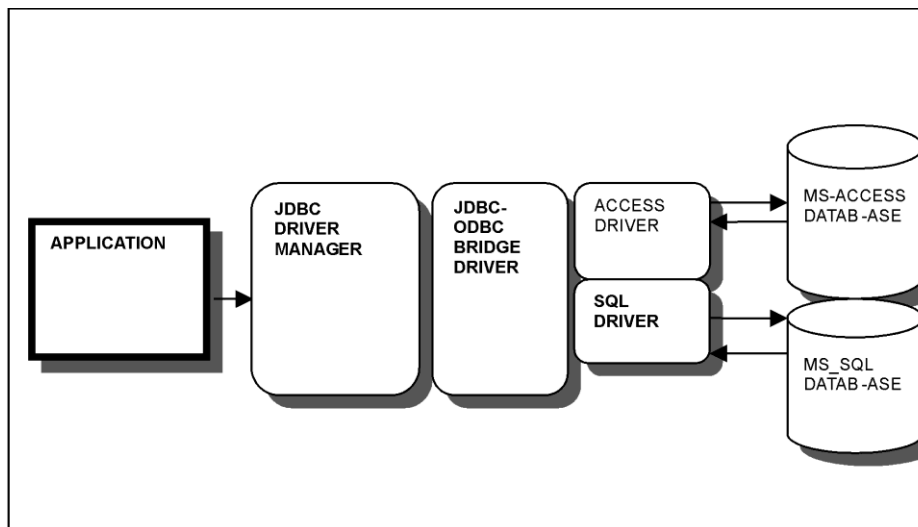 APPLICATION
JDBC
DRIVER
MANAGER
JDBC-
ODBC
BRIDGE
DRIVER
ACCESS
DRIVER
SQL
DRIVER
MS-ACCESS
DATAB-ASE
MS_SQL
DATAB-ASE